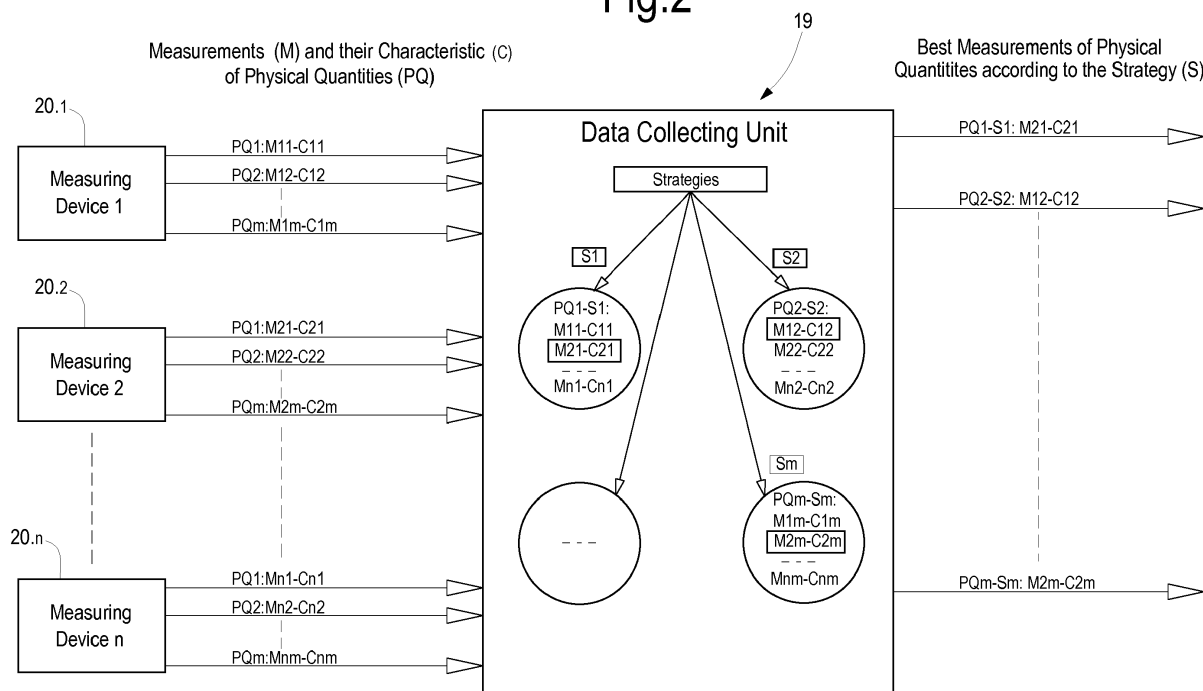 Fig.2
19
Measurements (M) and their Characteristic (C)
of Physical Quantities (PQ)
Best Measurements of Physical
Quantitites according to the Strategy (S)
20.1
Measuring
Device 1
PQ1:M11-C11
PQ2:M12-C12
PQm:M1m-C1m
20.2
Measuring
Device 2
PQ1:M21-C21
PQ2:M22-C22
PQm:M2m-C2m
20.n
Measuring
Device n
PQ1:Mn1-Cn1
PQ2:Mn2-Cn2
PQm:Mnm-Cnm
Data Collecting Unit
Strategies
S1
PQ1-S1:
M11-C11
M21-C21
- - -
Mn1-Cn1
S2
PQ2-S2:
M12-C12
M22-C22
- - -
Mn2-Cn2
- - -
Sm
PQm-Sm:
M1m-C1m
M2m-C2m
- - -
Mnm-Cnm
PQ1-S1: M21-C21
PQ2-S2: M12-C12
PQm-Sm: M2m-C2m